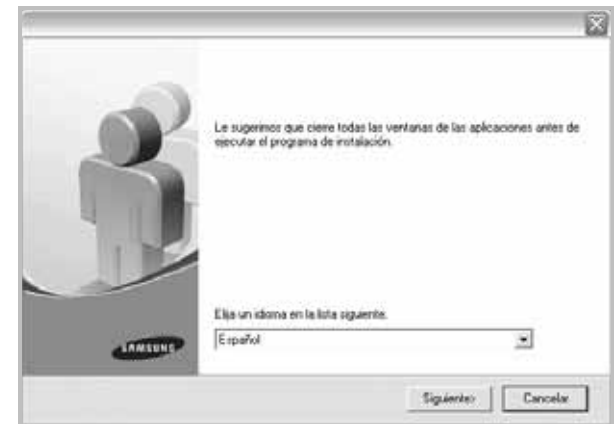 Le sugerimos que cierre todas las ventanas de las aplicaciones antes de
ejecutar el programa de instalación.
Elija un idioma en la lista siguiente.
Español
SAMSUNG
Siguiente>
Cancelar